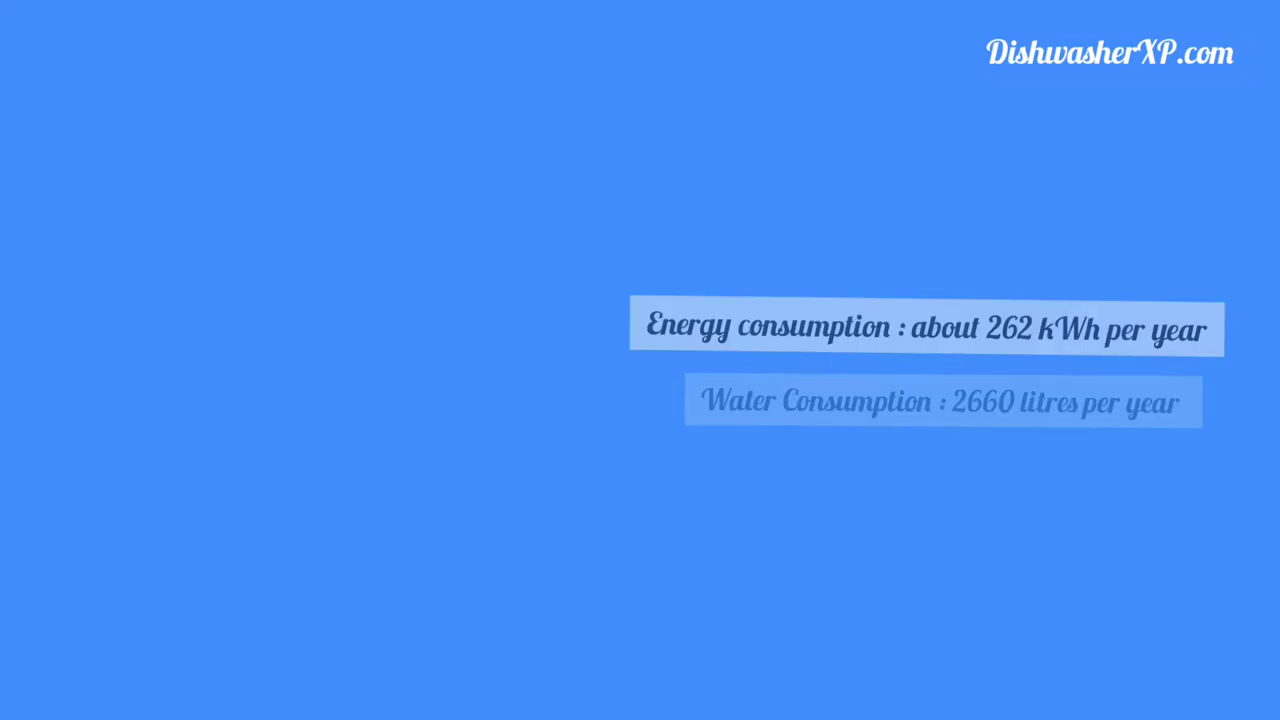 DishwasherXP.com
Energy consumption : about 262 kWh per year
Water Consumption : 2660 litres per year